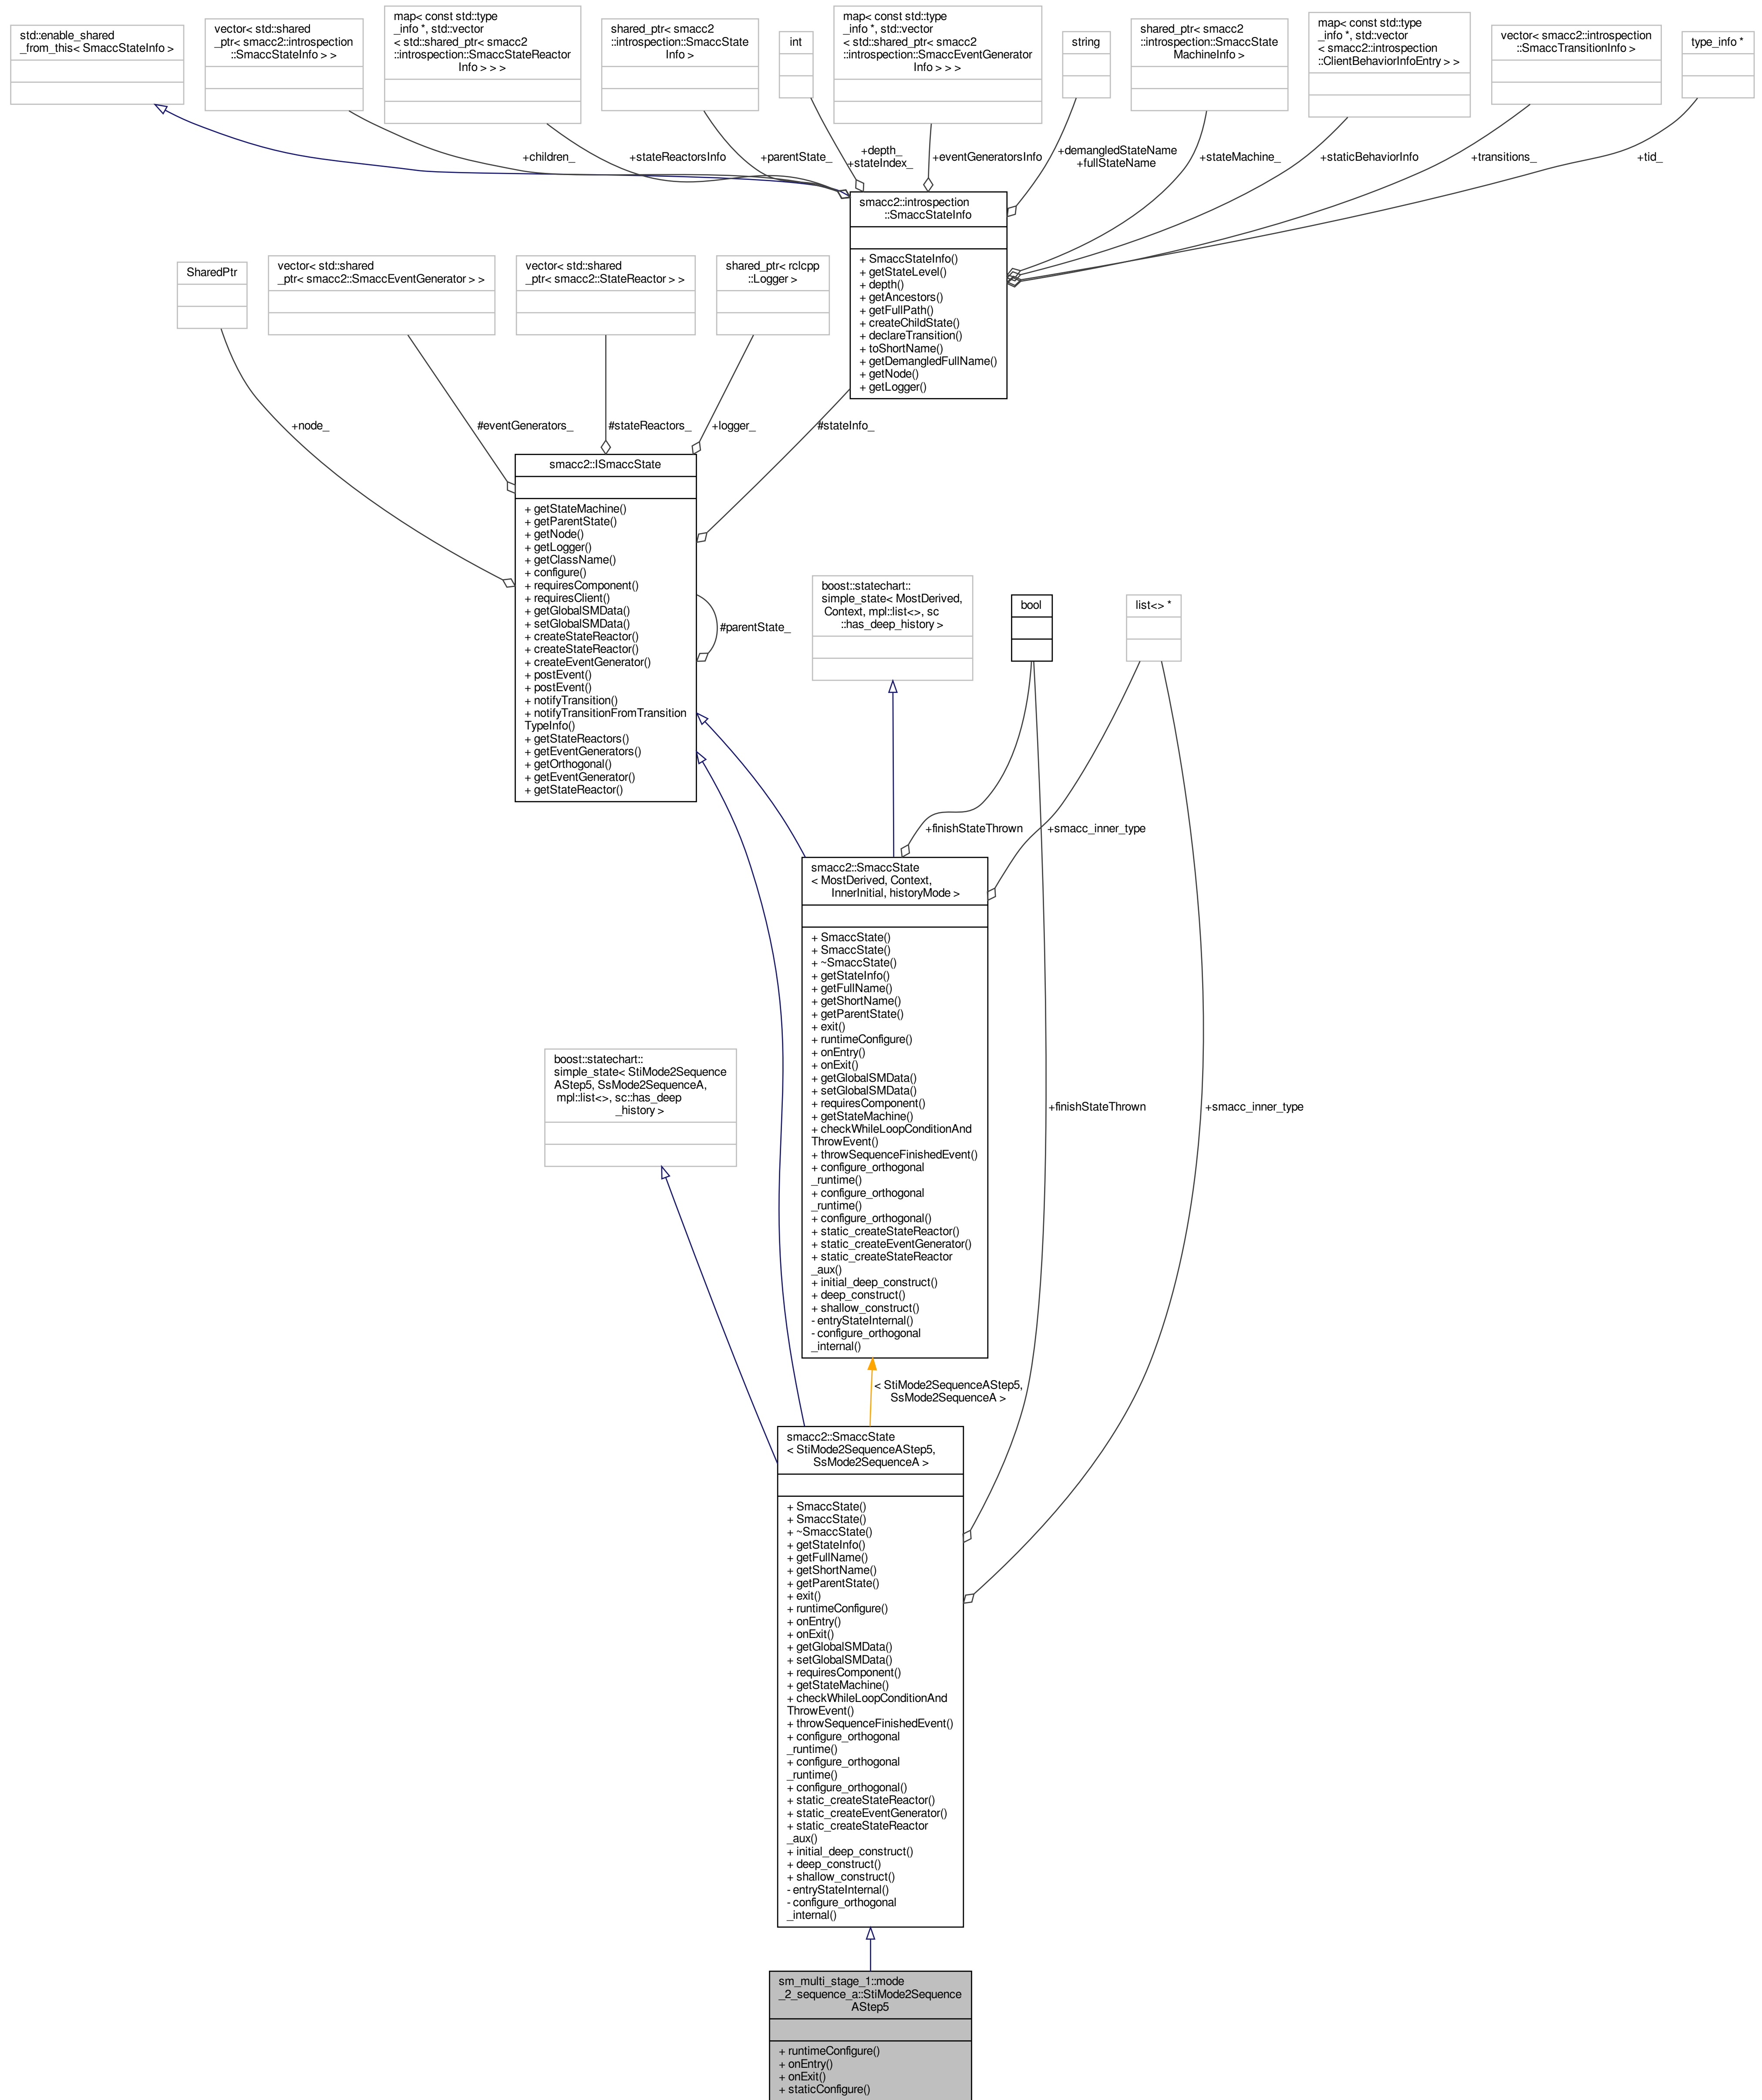 std::enable_shared
_from_this< SmaccStateInfo >
vector< std::shared
_ptr< smacc2::introspection
::SmaccStateInfo > >
map< const std::type
_info *, std::vector
< std::shared_ptr< smacc2
::introspection::SmaccStateReactor
Info > > >
shared_ptr< smacc2
::introspection::SmaccState
Info >
int
map< const std::type
_info *, std::vector
< std::shared_ptr< smacc2
::introspection::SmaccEventGenerator
Info > > >
string
shared_ptr< smacc2
::introspection::SmaccState
MachineInfo >
map< const std::type
_info *, std::vector
< smacc2::introspection
::ClientBehaviorInfoEntry > >
vector< smacc2::introspection
::SmaccTransitionInfo >
type_info *
+children_
+stateReactorsInfo
+parentState_
+depth_
+stateIndex_
+eventGeneratorsInfo
+demangledStateName
+fullStateName
+stateMachine_
+staticBehaviorInfo
+transitions_
+tid_
smacc2::introspection
::SmaccStateInfo
+ SmaccStateInfo()
+ getStateLevel()
+ depth()
+ getAncestors()
+ getFullPath()
+ createChildState()
+ declareTransition()
+ toShortName()
+ getDemangledFullName()
+ getNode()
+ getLogger()
SharedPtr
vector< std::shared
_ptr< smacc2::SmaccEventGenerator > >
vector< std::shared
_ptr< smacc2::StateReactor > >
shared_ptr< rclcpp
::Logger >
+node_
#eventGenerators_
#stateReactors_
+logger_
#stateInfo_
smacc2::ISmaccState
+ getStateMachine()
+ getParentState()
+ getNode()
+ getLogger()
+ getClassName()
+ configure()
+ requiresComponent()
+ requiresClient()
+ getGlobalSMData()
+ setGlobalSMData()
+ createStateReactor()
+ createStateReactor()
+ createEventGenerator()
+ postEvent()
+ postEvent()
+ notifyTransition()
+ notifyTransitionFromTransition
TypeInfo()
+ getStateReactors()
+ getEventGenerators()
+ getOrthogonal()
+ getEventGenerator()
+ getStateReactor()
#parentState_
boost::statechart::
simple_state< MostDerived,
Context, mpl::list<>, sc
::has_deep_history >
bool
list<> *
+finishStateThrown
+smacc_inner_type
smacc2::SmaccState
< MostDerived, Context,
InnerInitial, historyMode >
+ SmaccState()
+ SmaccState()
+ ~SmaccState()
+ getStateInfo()
+ getFullName()
+ getShortName()
+ getParentState()
+ exit()
+ runtimeConfigure()
+ onEntry()
+ onExit()
+ getGlobalSMData()
+ setGlobalSMData()
+ requiresComponent()
+ getStateMachine()
+ checkWhileLoopConditionAnd
ThrowEvent()
+ throwSequenceFinishedEvent()
+ configure_orthogonal
_runtime()
+ configure_orthogonal
_runtime()
+ configure_orthogonal()
+ static_createStateReactor()
+ static_createEventGenerator()
+ static_createStateReactor
_aux()
+ initial_deep_construct()
+ deep_construct()
+ shallow_construct()
- entryStateInternal()
- configure_orthogonal
_internal()
boost::statechart::
simple_state< StiMode2Sequence
AStep5, SsMode2SequenceA,
mpl::list<>, sc::has_deep
_history >
+finishStateThrown
+smacc_inner_type
< StiMode2SequenceAStep5,
SsMode2SequenceA >
smacc2::SmaccState
< StiMode2SequenceAStep5,
SsMode2SequenceA >
+ SmaccState()
+ SmaccState()
+ ~SmaccState()
+ getStateInfo()
+ getFullName()
+ getShortName()
+ getParentState()
+ exit()
+ runtimeConfigure()
+ onEntry()
+ onExit()
+ getGlobalSMData()
+ setGlobalSMData()
+ requiresComponent()
+ getStateMachine()
+ checkWhileLoopConditionAnd
ThrowEvent()
+ throwSequenceFinishedEvent()
+ configure_orthogonal
_runtime()
+ configure_orthogonal
_runtime()
+ configure_orthogonal()
+ static_createStateReactor()
+ static_createEventGenerator()
+ static_createStateReactor
_aux()
+ initial_deep_construct()
+ deep_construct()
+ shallow_construct()
- entryStateInternal()
- configure_orthogonal
_internal()
sm_multi_stage_1::mode
_2_sequence_a::StiMode2Sequence
AStep5
+ runtimeConfigure()
+ onEntry()
+ onExit()
+ staticConfigure()